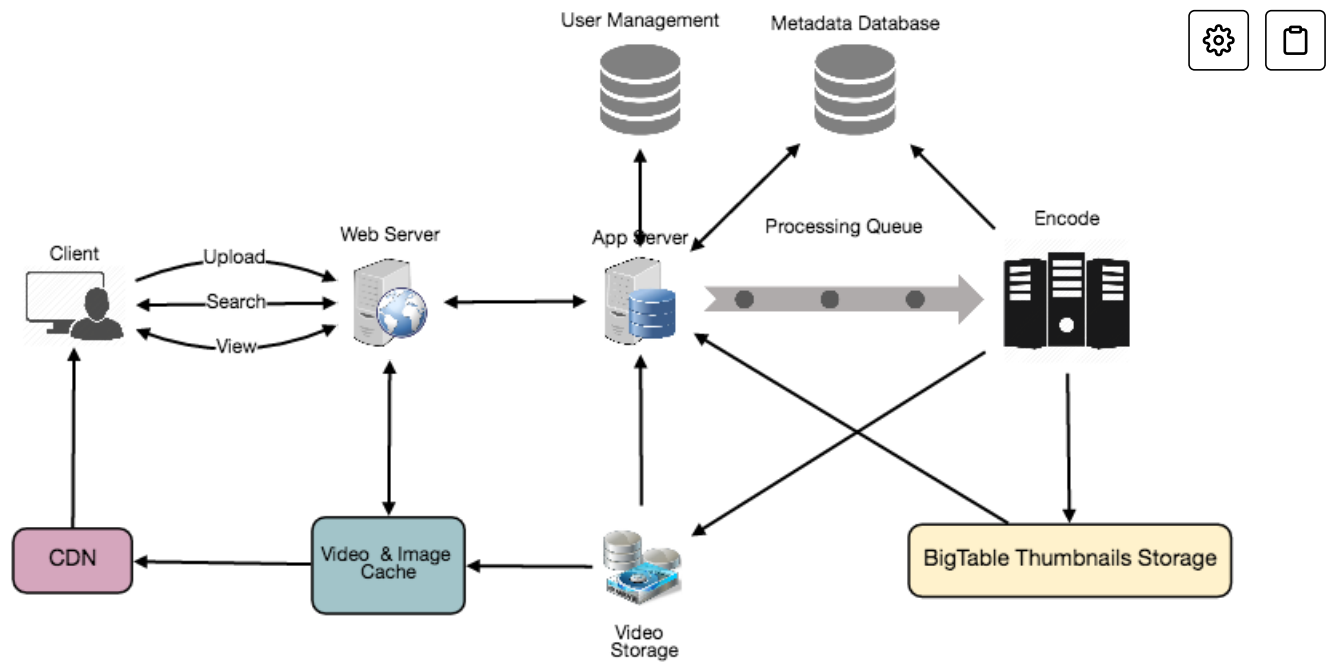 User Management
Metadata Database
Processing Queue
Encode
Web Server
App Server
Client
Upload
Search
View
CDN
Video & Image
Cache
BigTable Thumbnails Storage
Video
Storage